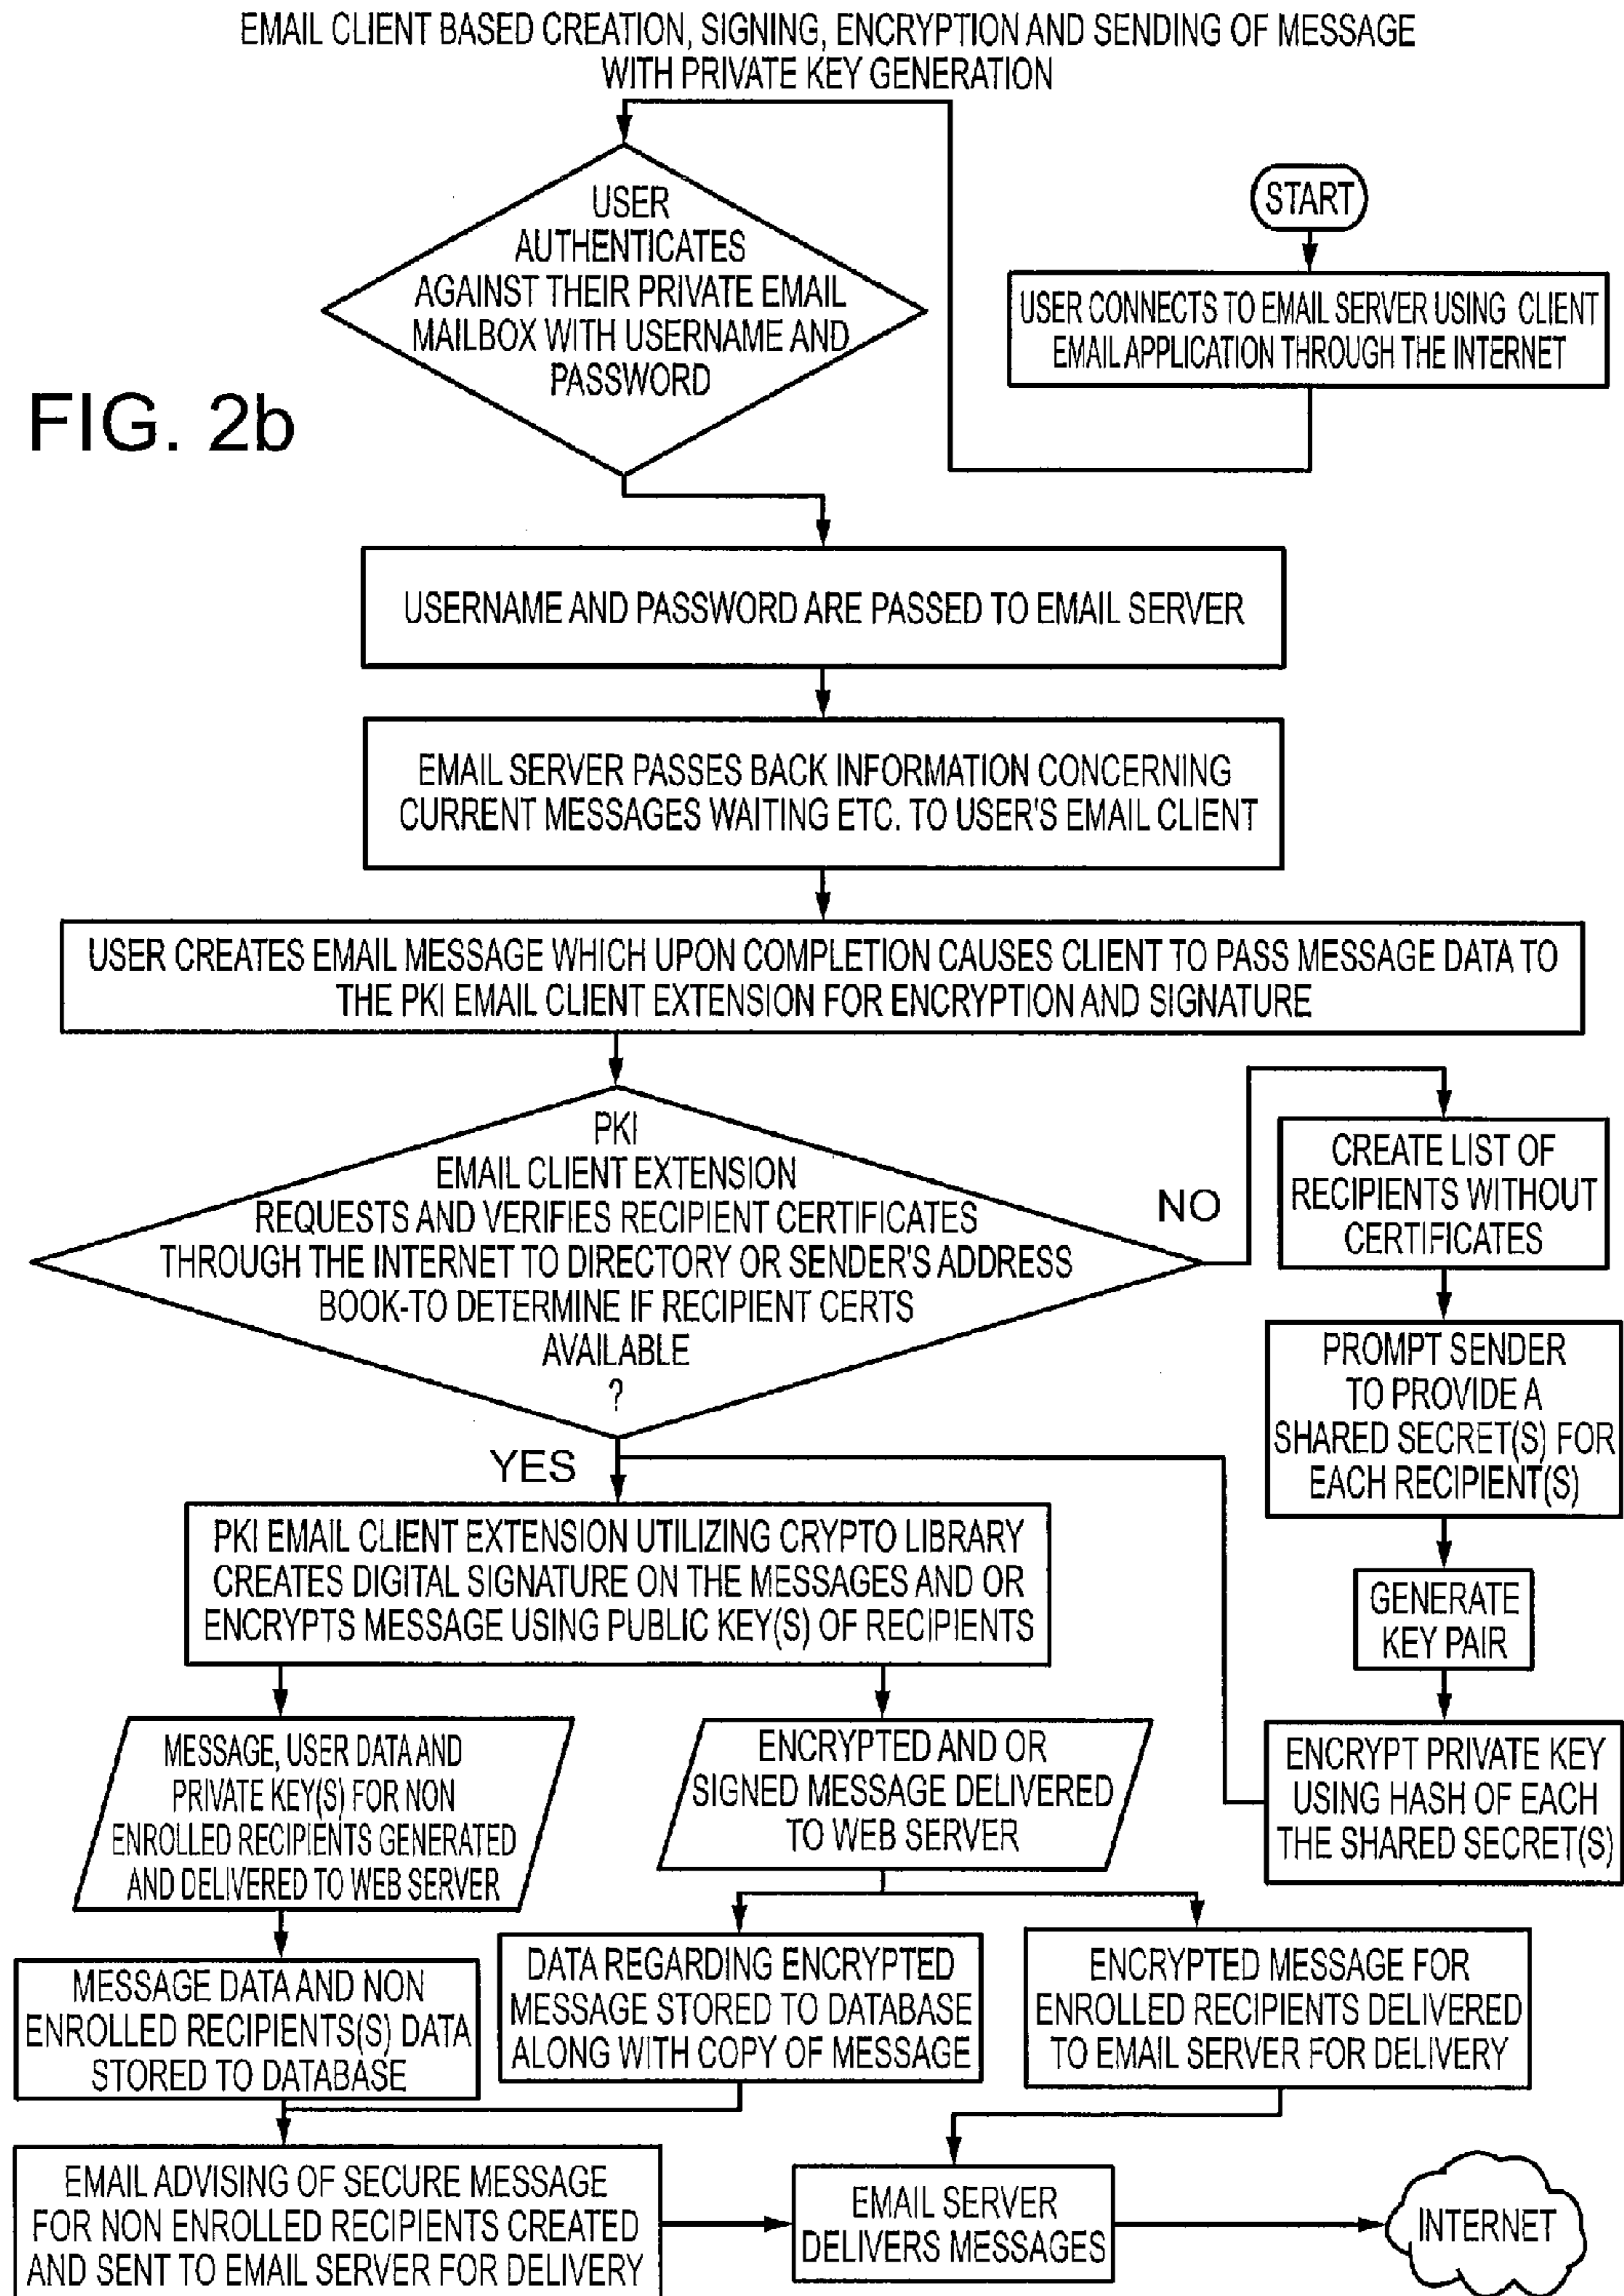 EMAIL CLIENT BASED CREATION, SIGNING, ENCRYPTION AND SENDING OF MESSAGE
WITH PRIVATE KEY GENERATION
START
USER CONNECTS TO EMAIL SERVER USING CLIENT
EMAIL APPLICATION THROUGH THE INTERNET
USER
AUTHENTICATES
AGAINST THEIR PRIVATE EMAIL
MAILBOX WITH USERNAME AND
PASSWORD
FIG. 2b
USERNAME AND PASSWORD ARE PASSED TO EMAIL SERVER
EMAIL SERVER PASSES BACK INFORMATION CONCERNING
CURRENT MESSAGES WAITING ETC. TO USER'S EMAIL CLIENT
USER CREATES EMAIL MESSAGE WHICH UPON COMPLETION CAUSES CLIENT TO PASS MESSAGE DATA TO
THE PKI EMAIL CLIENT EXTENSION FOR ENCRYPTION AND SIGNATURE
PKI
EMAIL CLIENT EXTENSION
REQUESTS AND VERIFIES RECIPIENT CERTIFICATES
THROUGH THE INTERNET TO DIRECTORY OR SENDER'S ADDRESS
BOOK-TO DETERMINE IF RECIPIENT CERTS
AVAILABLE
?
NO
CREATE LIST OF
RECIPIENTS WITHOUT
CERTIFICATES
PROMPT SENDER
TO PROVIDE A
SHARED SECRET(S) FOR
EACH RECIPIENT(S)
GENERATE
KEY PAIR
ENCRYPT PRIVATE KEY
USING HASH OF EACH
THE SHARED SECRET(S)
YES
PKI EMAIL CLIENT EXTENSION UTILIZING CRYPTO LIBRARY
CREATES DIGITAL SIGNATURE ON THE MESSAGES AND OR
ENCRYPTS MESSAGE USING PUBLIC KEY(S) OF RECIPIENTS
MESSAGE, USER DATA AND
PRIVATE KEY(S) FOR NON
ENROLLED RECIPIENTS GENERATED
AND DELIVERED TO WEB SERVER
ENCRYPTED AND OR
SIGNED MESSAGE DELIVERED
TO WEB SERVER
MESSAGE DATA AND NON
ENROLLED RECIPIENTS(S) DATA
STORED TO DATABASE
DATA REGARDING ENCRYPTED
MESSAGE STORED TO DATABASE
ALONG WITH COPY OF MESSAGE
ENCRYPTED MESSAGE FOR
ENROLLED RECIPIENTS DELIVERED
TO EMAIL SERVER FOR DELIVERY
EMAIL ADVISING OF SECURE MESSAGE
FOR NON ENROLLED RECIPIENTS CREATED
AND SENT TO EMAIL SERVER FOR DELIVERY
EMAIL SERVER
DELIVERS MESSAGES
INTERNET